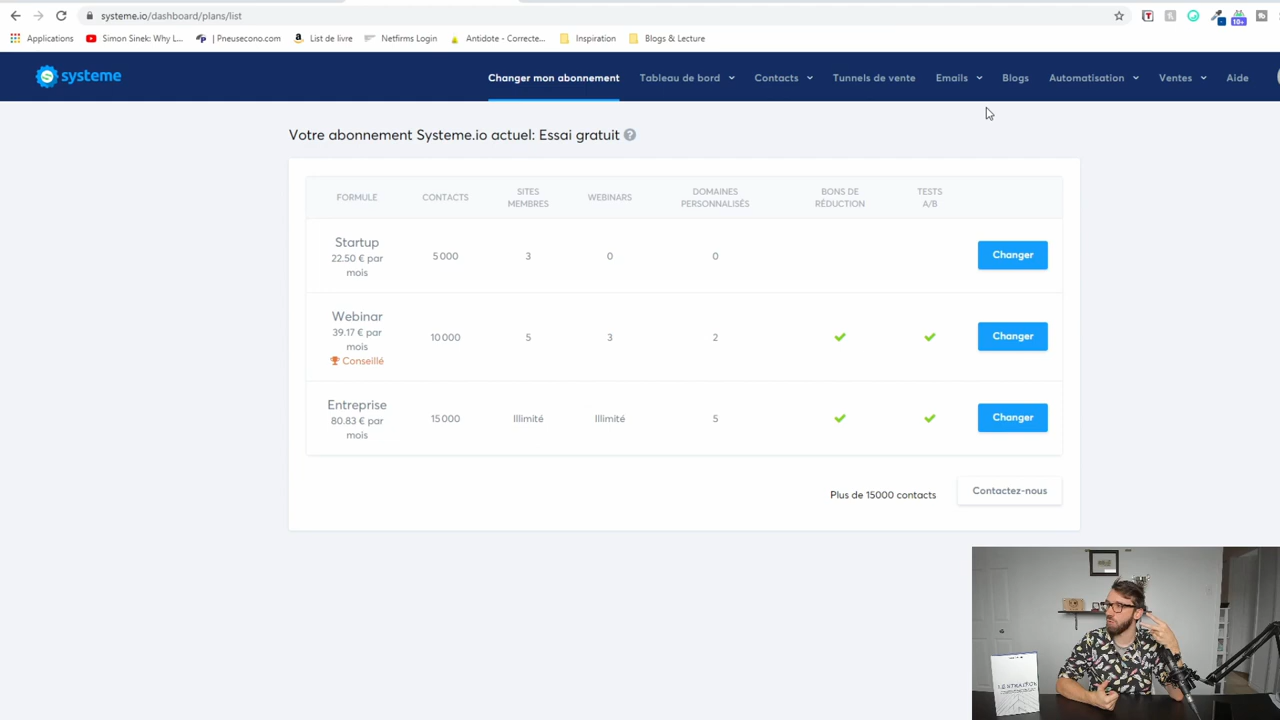 systeme.io/dashboard/plans/list
Applications
Simon Sinek: Why L...
| Pneusecono.com
List de livre
Netfirms Login
Antidote - Correcte...
Inspiration
Blogs & Lecture
systeme
Changer mon abonnement
Tableau de bord
Contacts
Tunnels de vente
Emails
Blogs
Automatisation
Ventes
Aide
Votre abonnement Systeme.io actuel: Essai gratuit
FORMULE
CONTACTS
SITES
MEMBRES
WEBINARS
DOMAINES
PERSONNALISÉS
BONS DE
RÉDUCTION
TESTS
A/B
Startup
22.50 € par
mois
5 000
3
0
0
Changer
Webinar
39.17 € par
mois
Conseillé
10 000
5
3
2
Changer
Entreprise
80.83 € par
mois
15 000
Illimité
Illimité
5
Changer
Plus de 15000 contacts
Contactez-nous